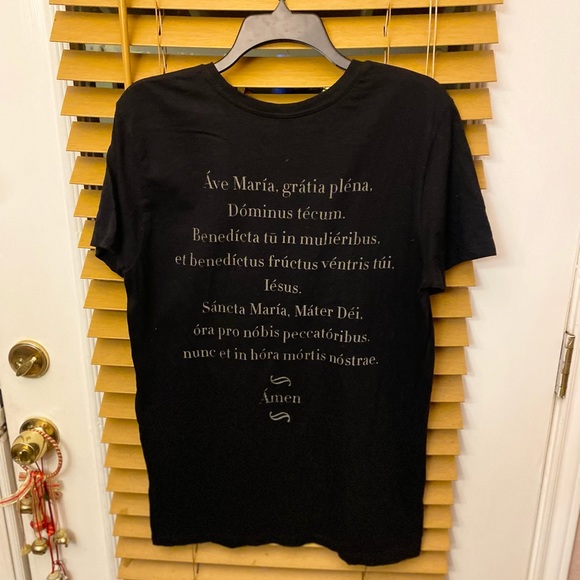 Áve María, grátia pléna,
Dóminus técum.
Benedícta tū in muliéribus,
et benedíctus frúctus véntris túi,
Iésus.
Sáncta María, Máter Déi,
óra pro nóbis peccatóribus,
nunc et in hóra mórtis nóstrae.
Ámen